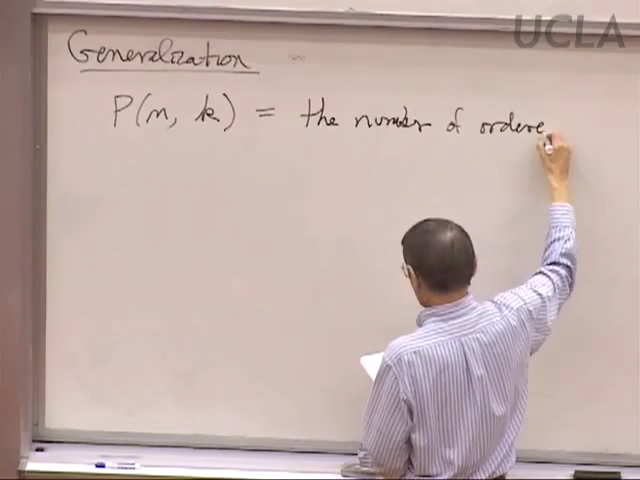 UCLA
Generalization
P(n, k) = the number of ordere